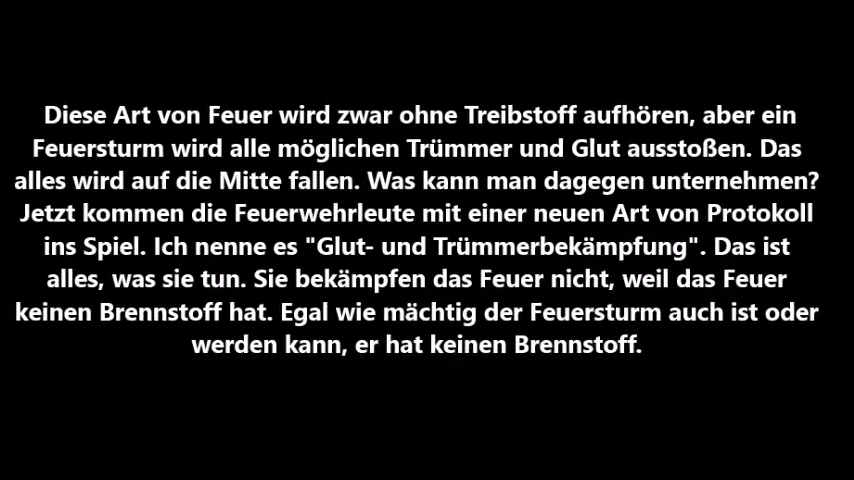 Diese Art von Feuer wird zwar ohne Treibstoff aufhören, aber ein
Feuersturm wird alle möglichen Trümmer und Glut ausstoßen. Das
alles wird auf die Mitte fallen. Was kann man dagegen unternehmen?
Jetzt kommen die Feuerwehrleute mit einer neuen Art von Protokoll
ins Spiel. Ich nenne es "Glut- und Trümmerbekämpfung". Das ist
alles, was sie tun. Sie bekämpfen das Feuer nicht, weil das Feuer
keinen Brennstoff hat. Egal wie mächtig der Feuersturm auch ist oder
werden kann, er hat keinen Brennstoff.